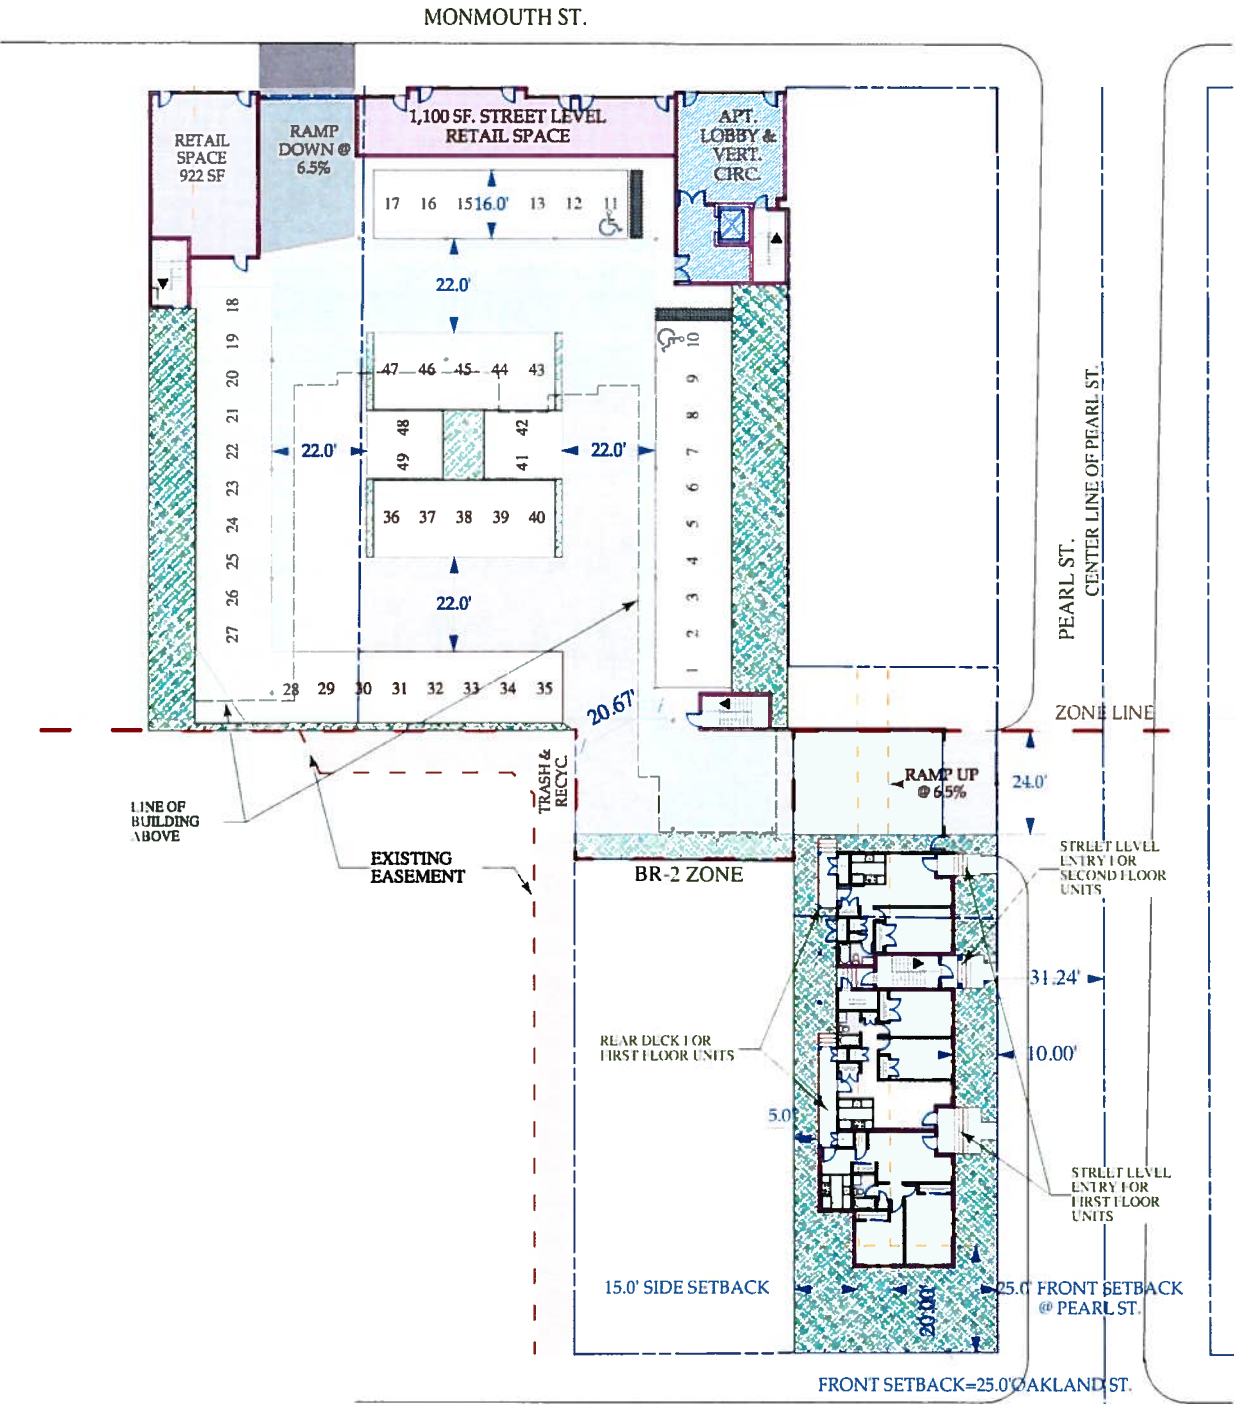 MONMOUTH ST.
RETAIL
SPACE
922 SF
RAMP
DOWN @
6.5%
1,100 SF. STREET LEVEL
RETAIL SPACE
APT.
LOBBY &
VERT.
CIRC.
17 16 15 16.0' 13 12 11
22.0'
18
19
20
21
22
23
24
25
26
27
47 46 45 44 43
48
49
42
41
22.0'
22.0'
36 37 38 39 40
22.0'
10
9
8
7
6
5
4
3
2
1
28 29 30 31 32 33 34 35
20.67'
PEARL ST.
CENTER LINE OF PEARL ST.
ZONE LINE
TRASH &
RECYC.
RAMP UP
@ 6.5%
24.0'
LINE OF
BUILDING
ABOVE
EXISTING
EASEMENT
BR-2 ZONE
STREET LEVEL
ENTRY FOR
SECOND FLOOR
UNITS
31.24'
REAR DECK FOR
FIRST FLOOR UNITS
10.00'
5.0'
STREET LEVEL
ENTRY FOR
FIRST FLOOR
UNITS
15.0' SIDE SETBACK
20.00'
25.0' FRONT SETBACK
@ PEARL ST.
FRONT SETBACK=25.0' OAKLAND ST.